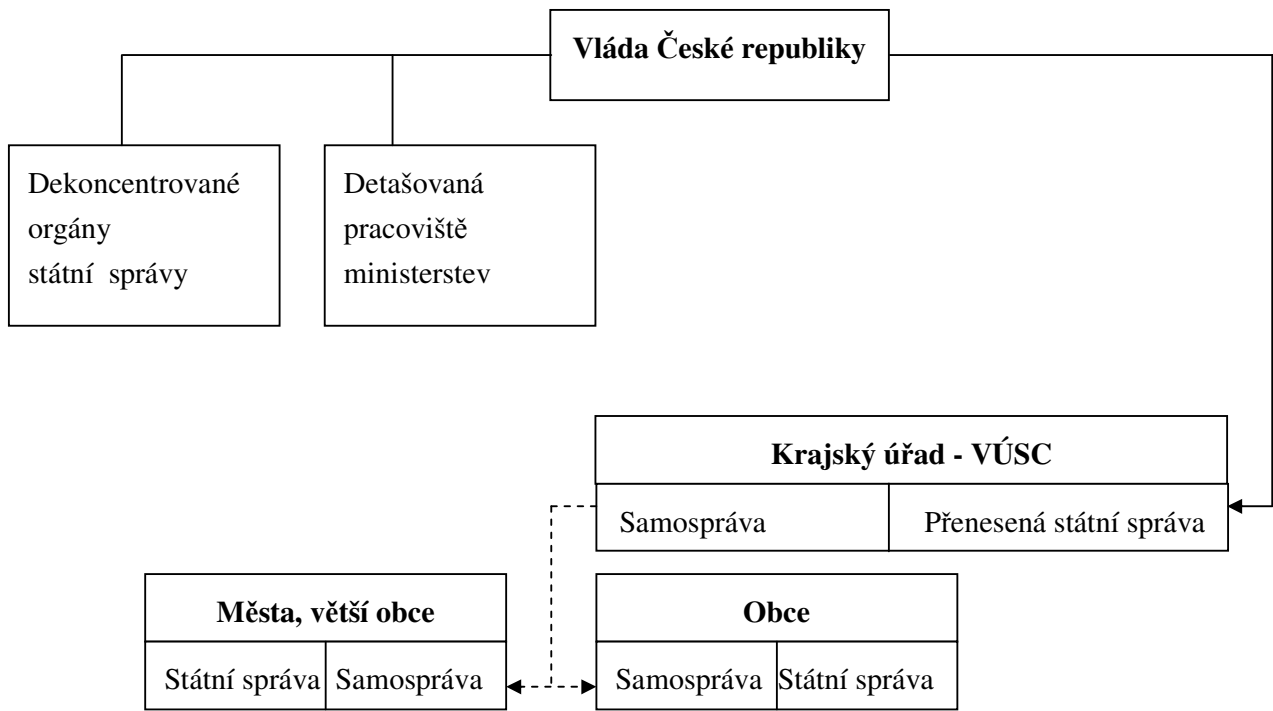 Vláda České republiky
Dekoncentrované
orgány
státní správy
Detašovaná
pracoviště
ministerstev
Krajský úřad - VÚSC
Samospráva
Přenesená státní správa
Města, větší obce
Státní správa
Samospráva
Obce
Samospráva
Státní správa